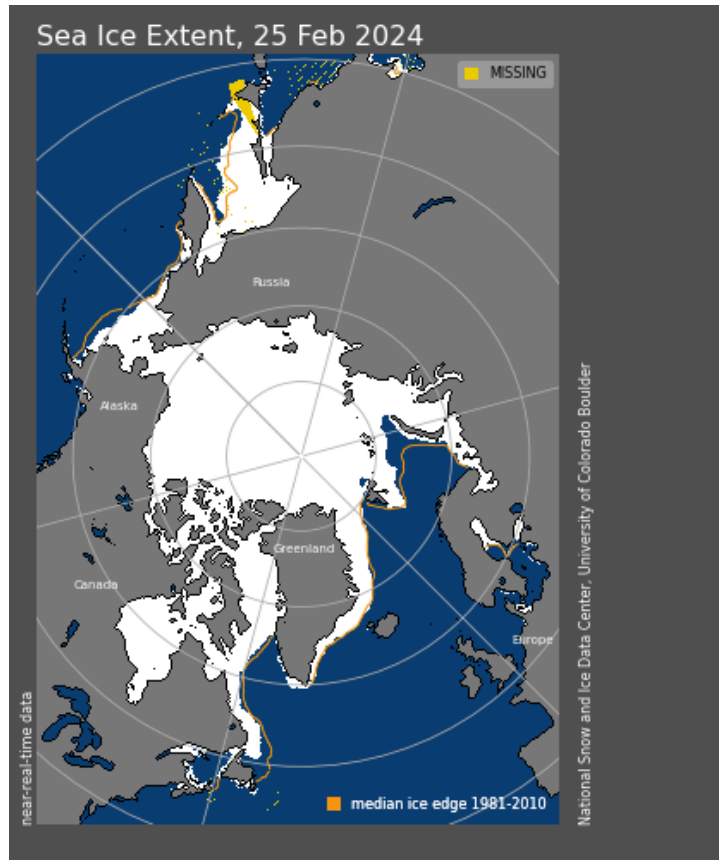 Sea Ice Extent, 25 Feb 2024
MISSING
Russia
Alaska
Greenland
Canada
Europe
median ice edge 1981-2010
near-real-time data
National Snow and Ice Data Center, University of Colorado Boulder